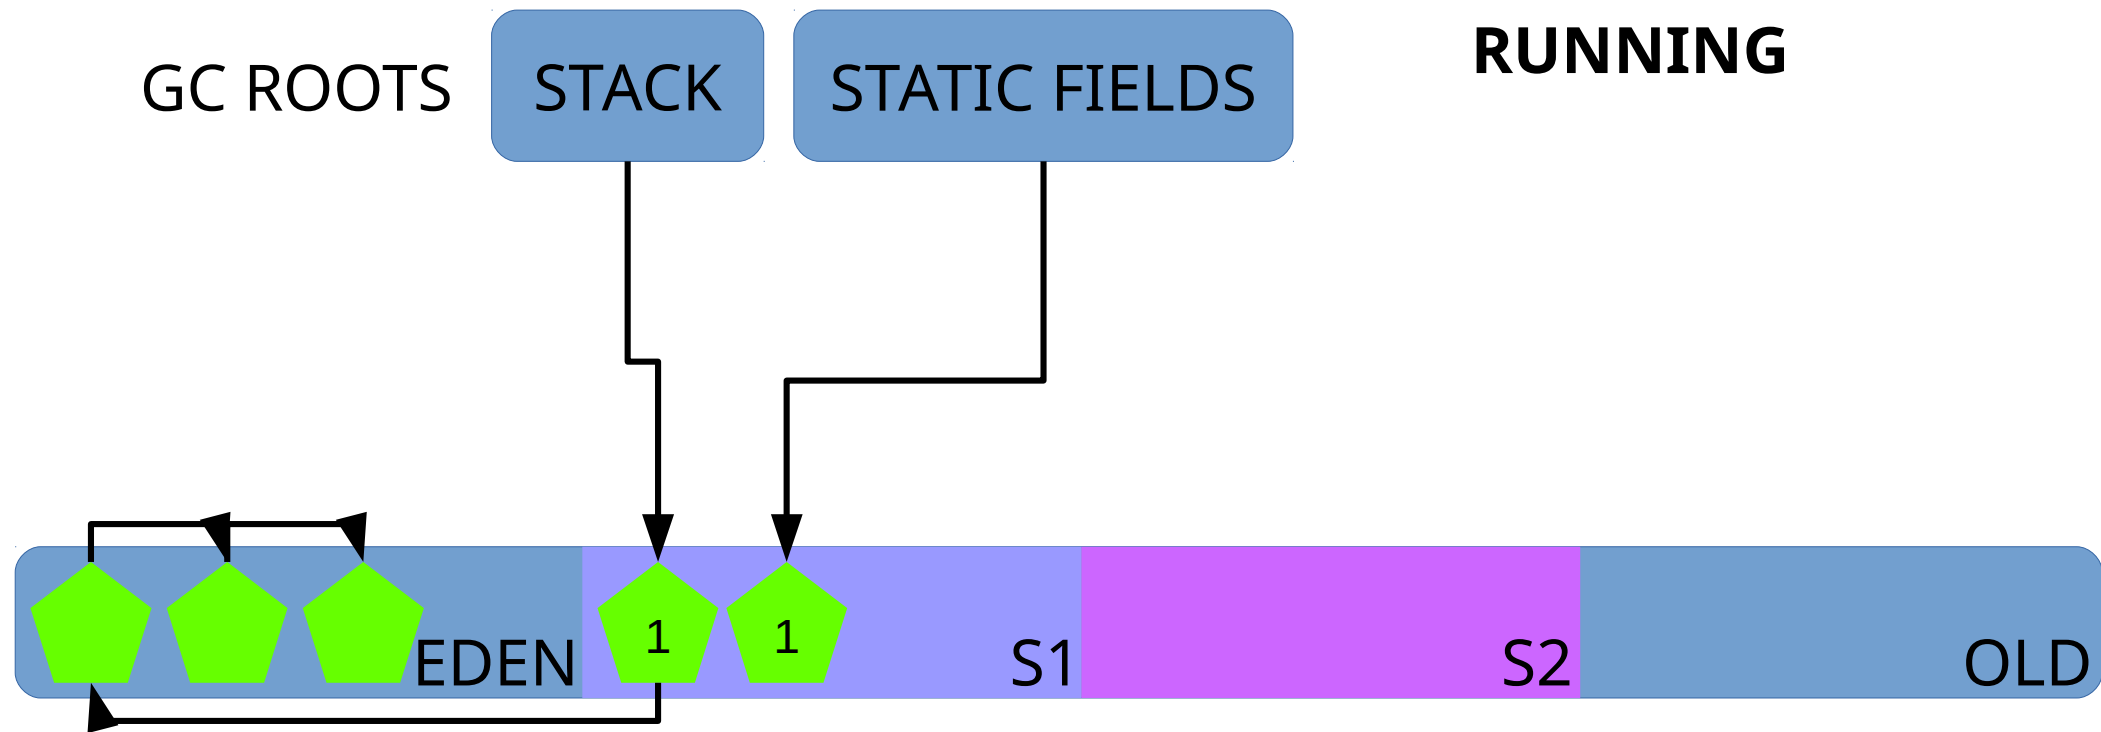 GC ROOTS
STACK
STATIC FIELDS
RUNNING
EDEN
1
1
S1
S2
OLD